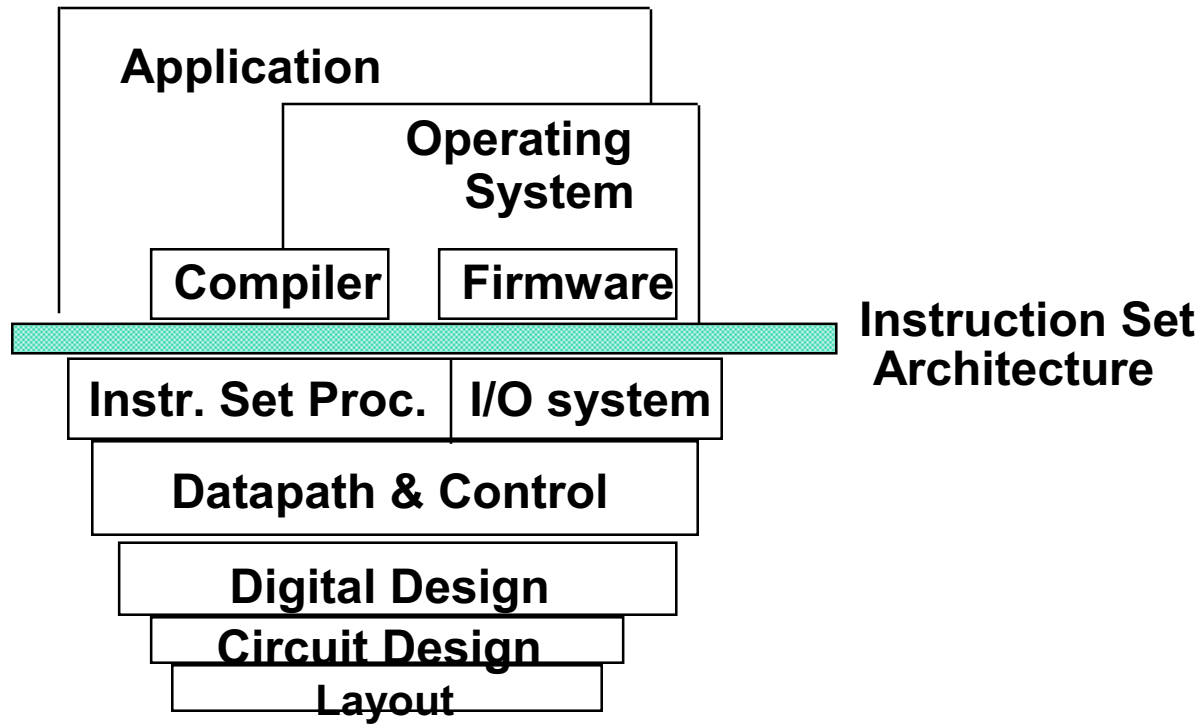 Application
Operating
System
Compiler
Firmware
Instruction Set
Architecture
Instr. Set Proc.
I/O system
Datapath & Control
Digital Design
Circuit Design
Layout